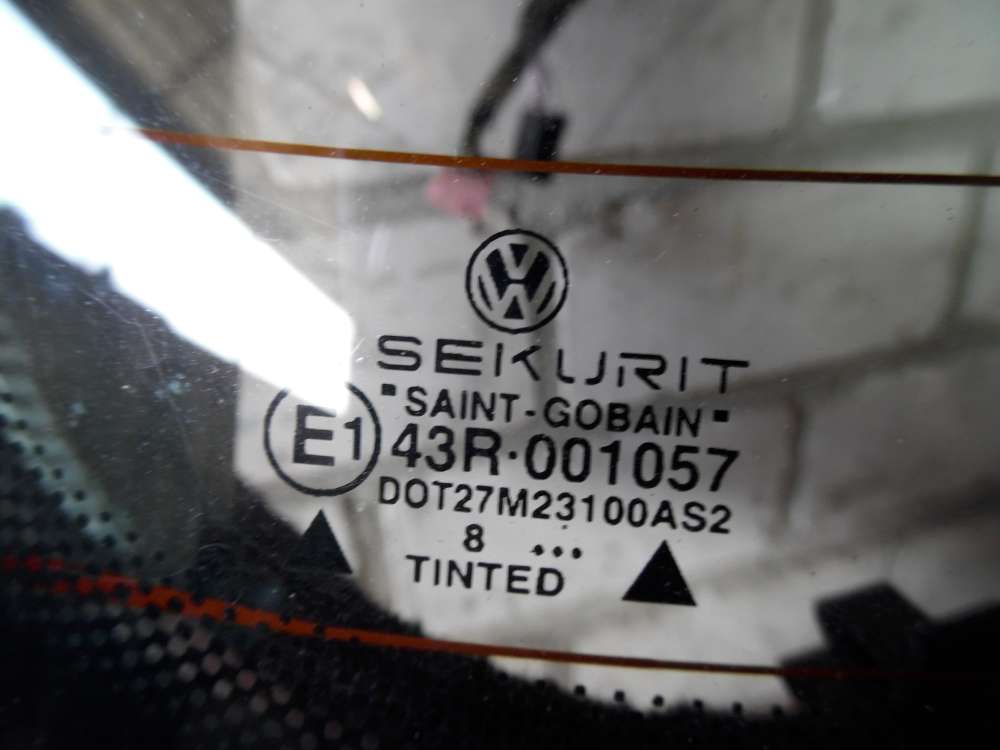 SEKURIT
"SAINT-GOBAIN"
E1 43R·001057
DOT27M23100AS2
8 ...
TINTED